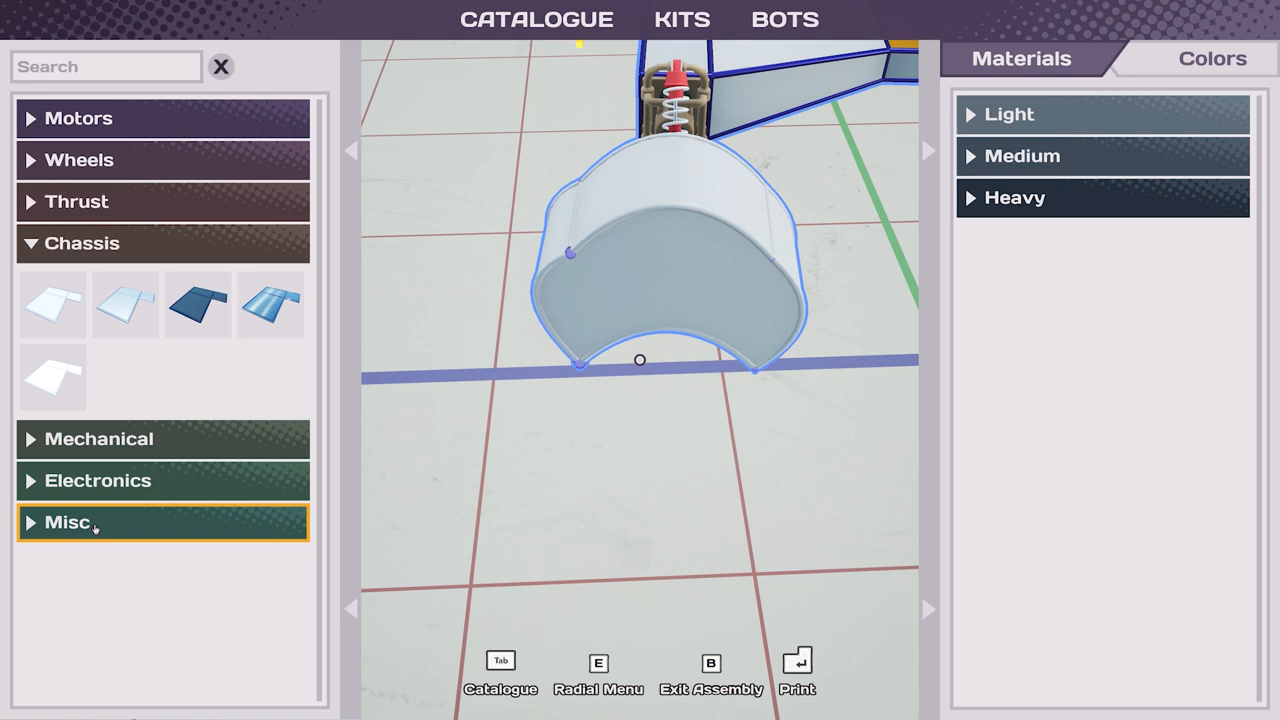 CATALOGUE KITS BOTS
Search X
Motors
Wheels
Thrust
Chassis
Mechanical
Electronics
Misc
Materials Colors
Light
Medium
Heavy
Tab E B
Catalogue Radial Menu Exit Assembly Print